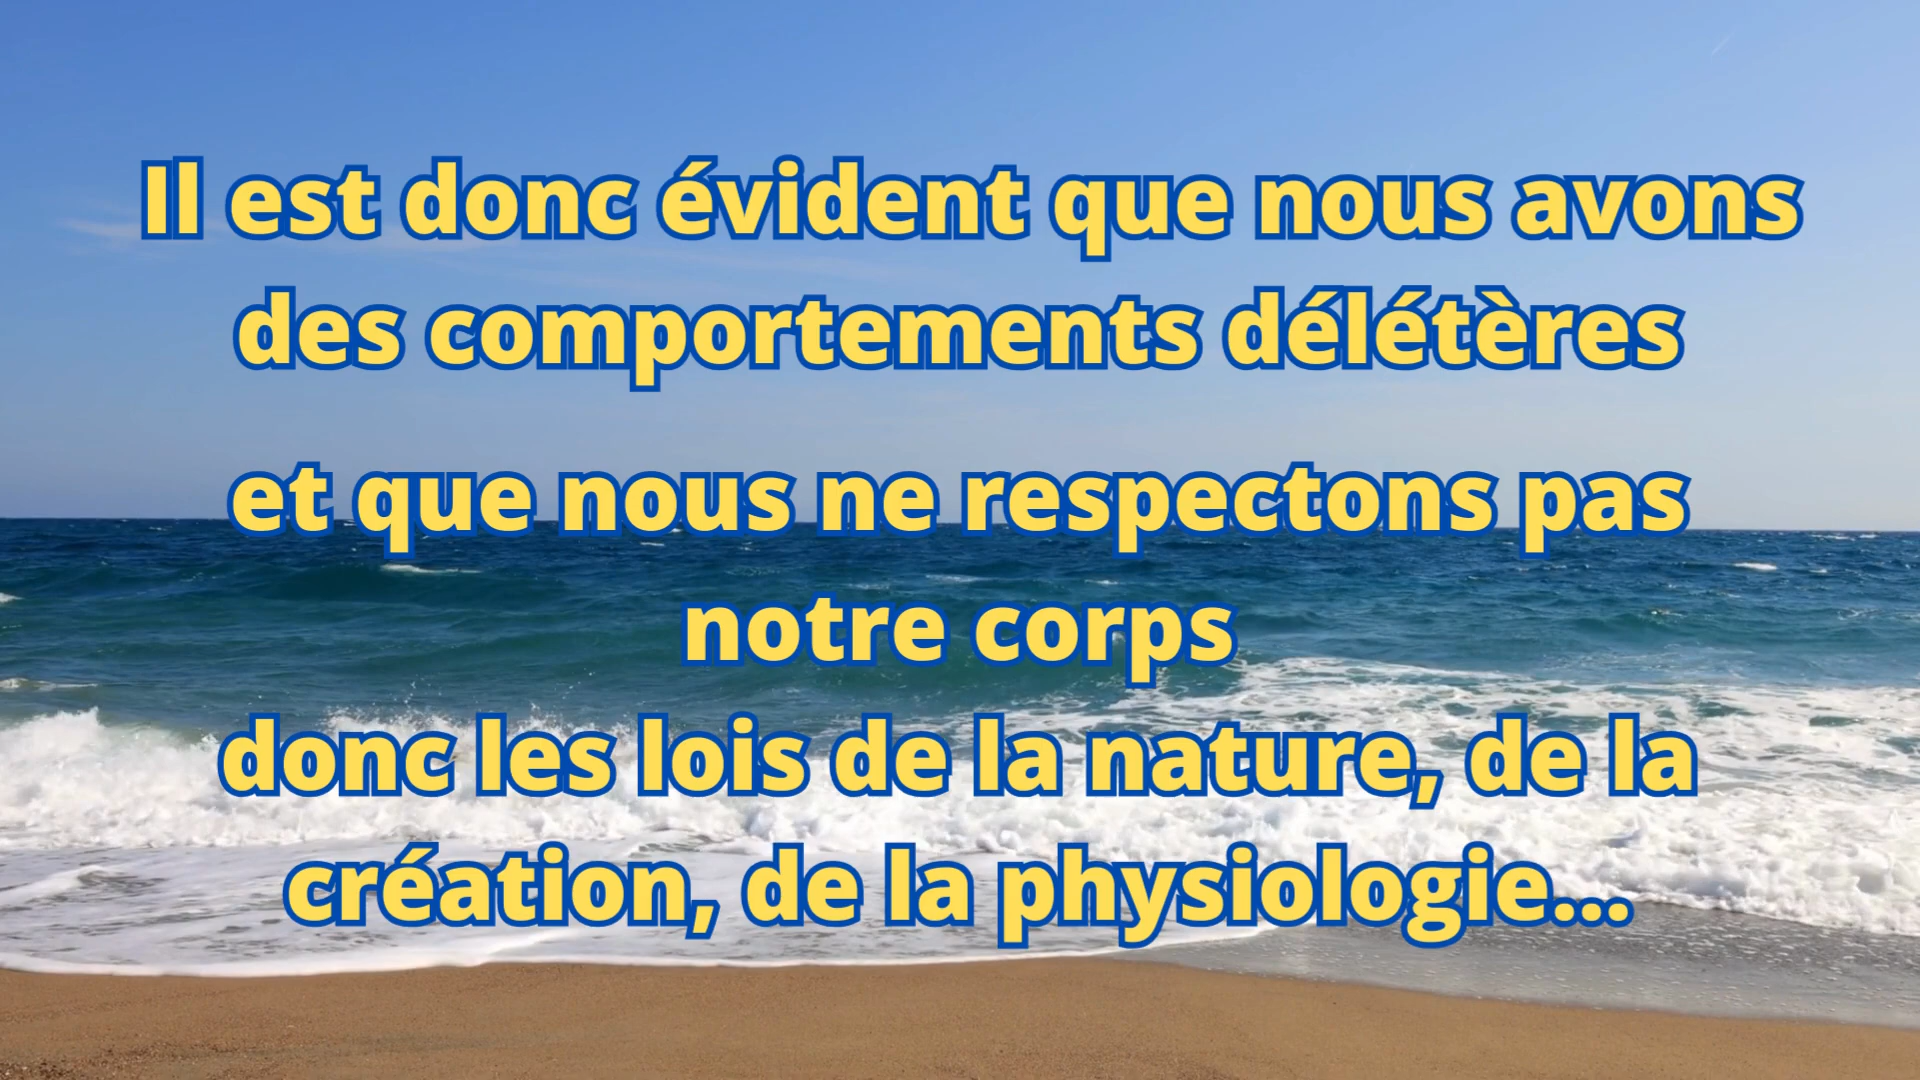 Il est donc évident que nous avons
des comportements délétères
et que nous ne respectons pas
notre corps
donc les lois de la nature, de la
création, de la physiologie...